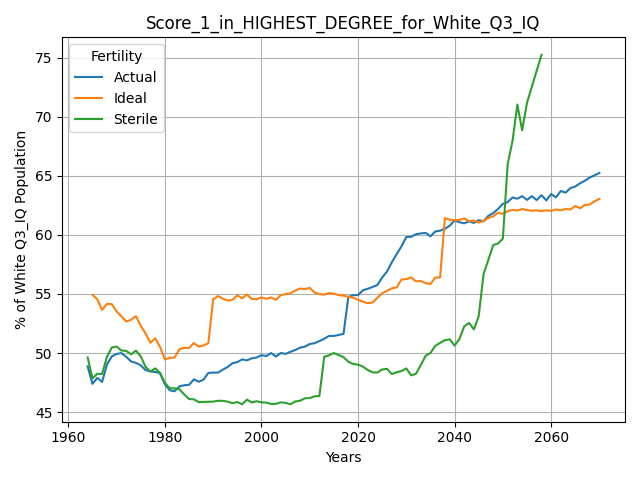 Score_1_in_HIGHEST_DEGREE_for_White_Q3_IQ
Fertility
Actual
Ideal
Sterile
% of White Q3_IQ Population
75
70
65
60
55
50
45
1960
1980
2000
2020
2040
2060
Years